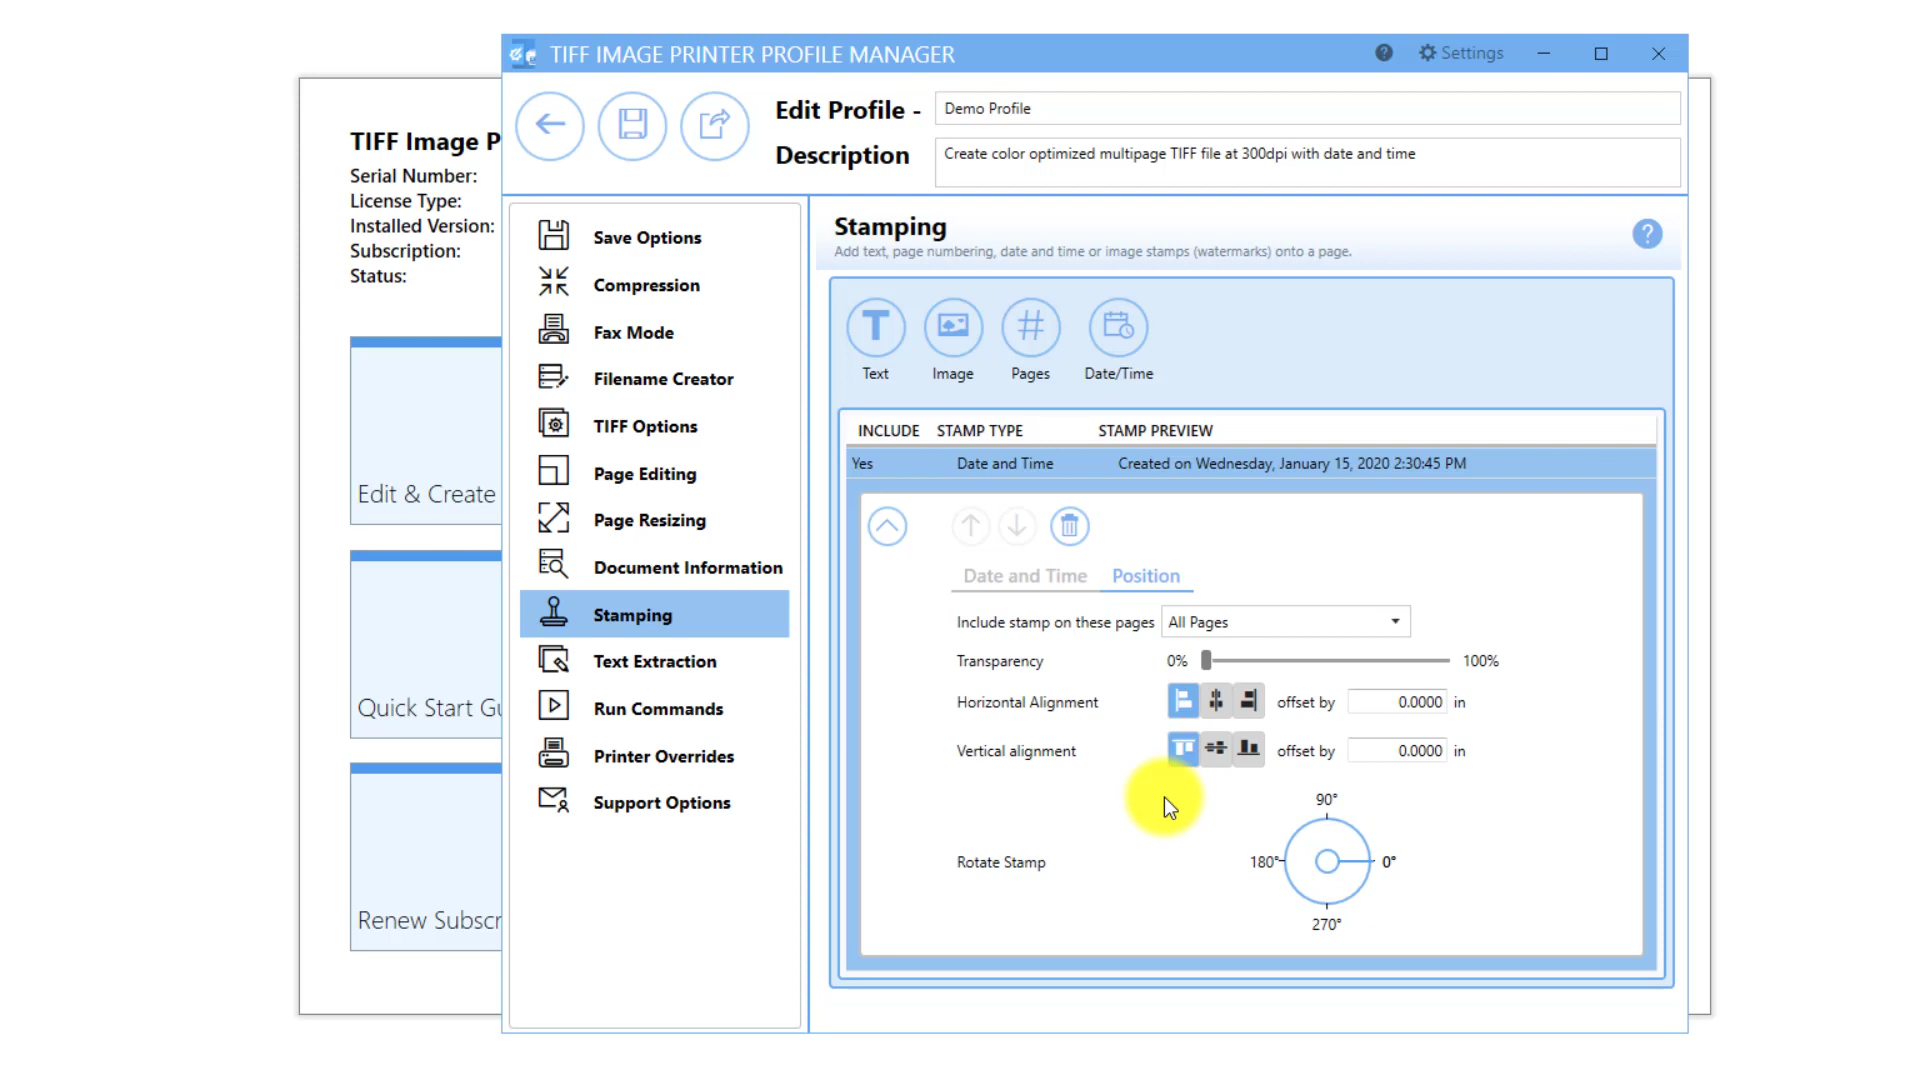 TIFF IMAGE PRINTER PROFILE MANAGER
Settings
Edit Profile -
Demo Profile
Description
Create color optimized multipage TIFF file at 300dpi with date and time
TIFF Image P
Serial Number:
License Type:
Installed Version:
Subscription:
Status:
Edit & Create
Quick Start Gu
Renew Subscr
Save Options
Compression
Fax Mode
Filename Creator
TIFF Options
Page Editing
Page Resizing
Document Information
Stamping
Text Extraction
Run Commands
Printer Overrides
Support Options
Stamping
Add text, page numbering, date and time or image stamps (watermarks) onto a page.
Text
Image
Pages
Date/Time
INCLUDE STAMP TYPE STAMP PREVIEW
Yes Date and Time Created on Wednesday, January 15, 2020 2:30:45 PM
Date and Time Position
Include stamp on these pages All Pages
Transparency 0% 100%
Horizontal Alignment offset by 0.0000 in
Vertical alignment offset by 0.0000 in
90°
Rotate Stamp 180° 0°
270°